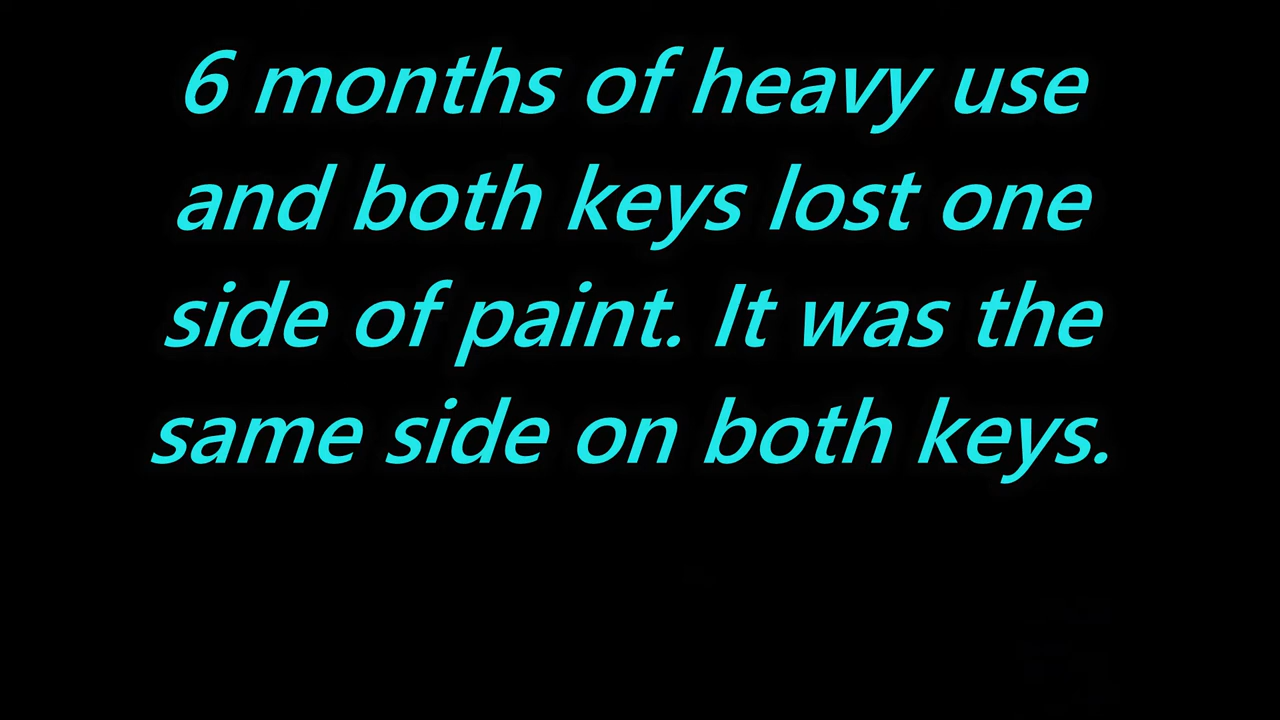 6 months of heavy use
and both keys lost one
side of paint. It was the
same side on both keys.